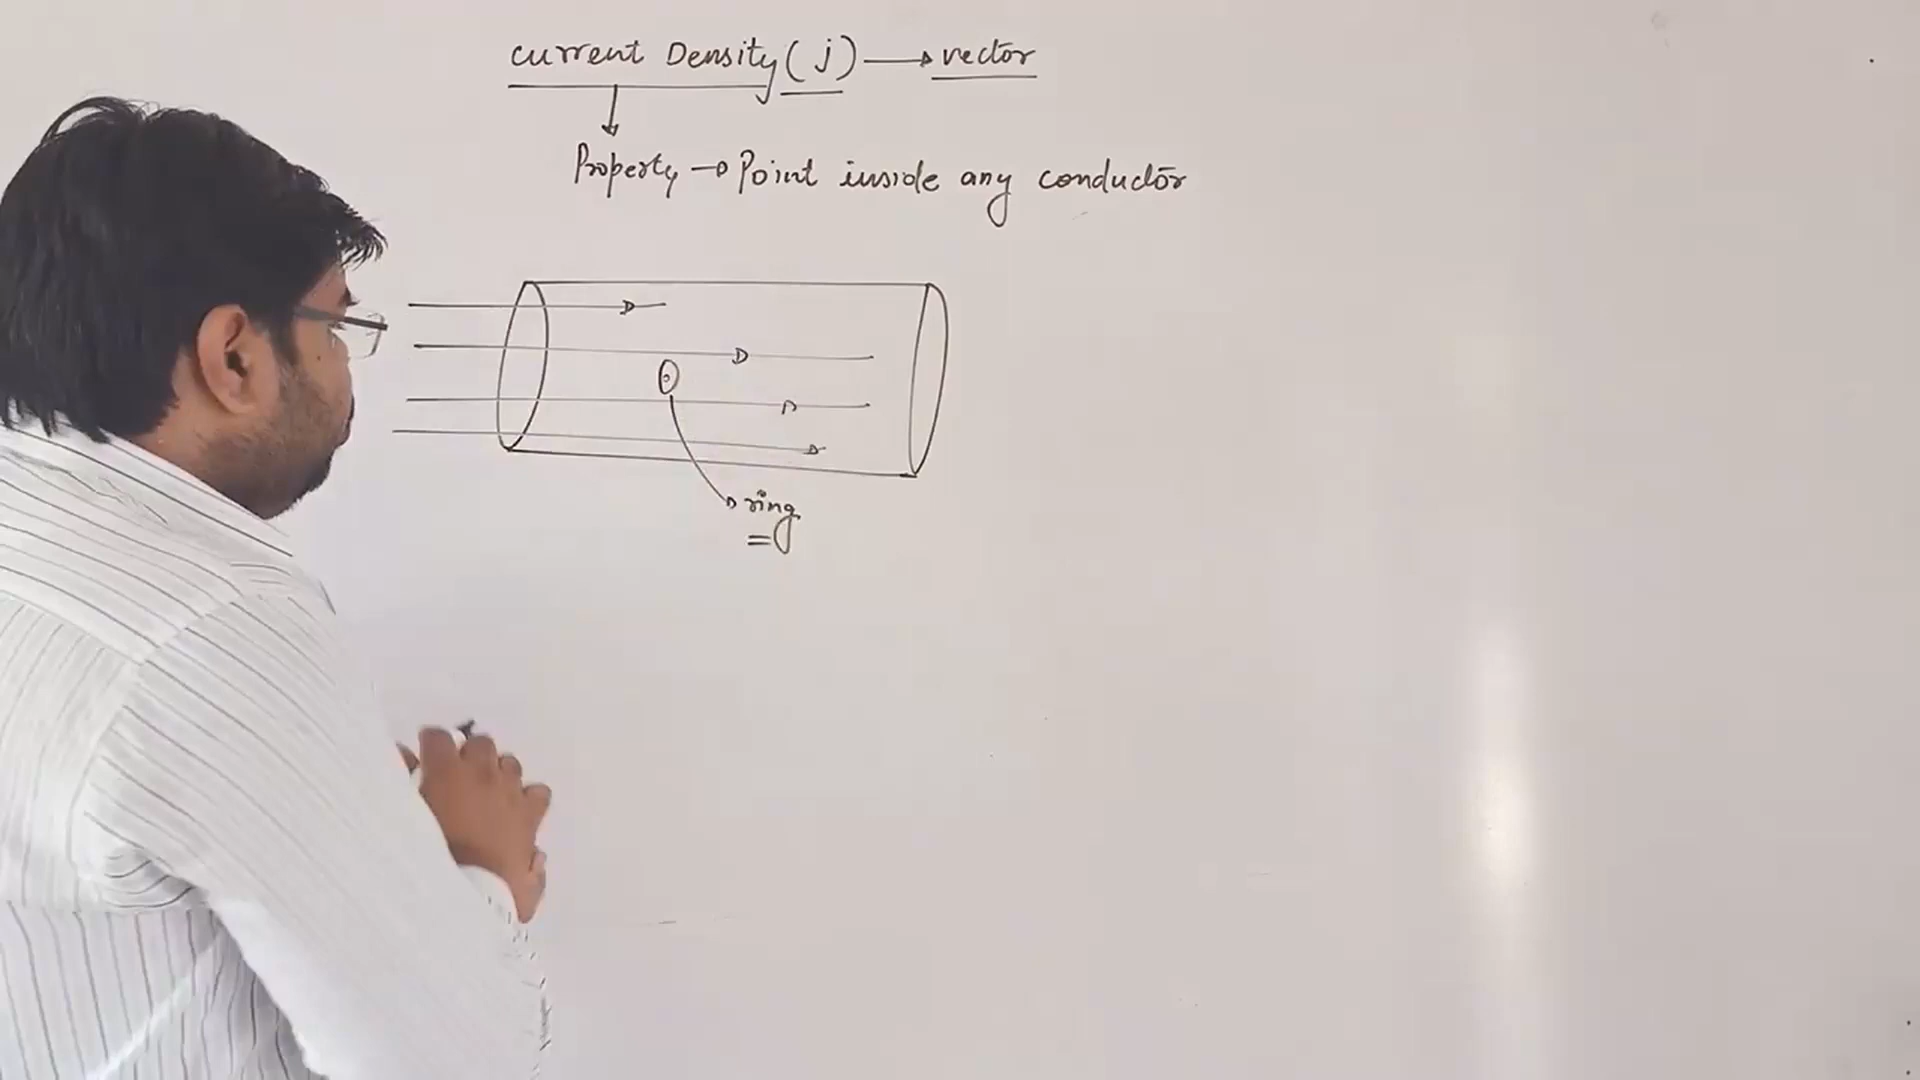 current Density (j) → vector
Property → Point inside any conductor
ring